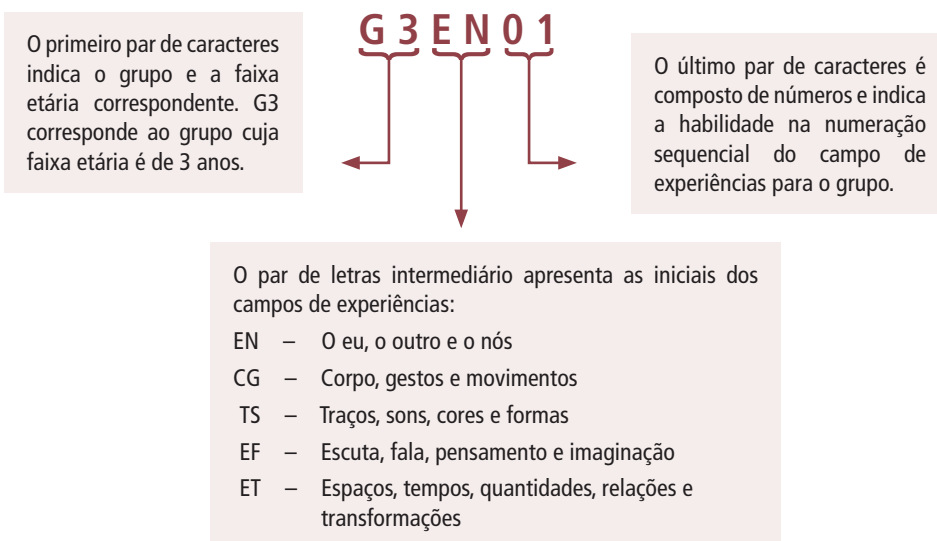 G3EN01
O primeiro par de caracteres
indica o grupo e a faixa
etária correspondente. G3
corresponde ao grupo cuja
faixa etária é de 3 anos.
O último par de caracteres é
composto de números e indica
a habilidade na numeração
sequencial do campo de
experiências para o grupo.
O par de letras intermediário apresenta as iniciais dos
campos de experiências:
EN – O eu, o outro e o nós
CG – Corpo, gestos e movimentos
TS – Traços, sons, cores e formas
EF – Escuta, fala, pensamento e imaginação
ET – Espaços, tempos, quantidades, relações e
transformações